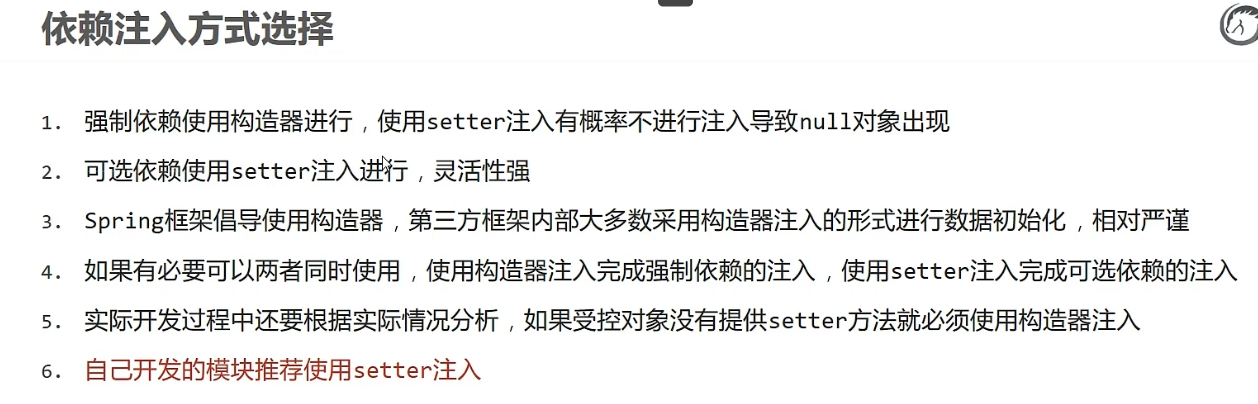 依赖注入方式选择
1. 强制依赖使用构造器进行，使用setter注入有概率不进行注入导致null对象出现
2. 可选依赖使用setter注入进行，灵活性强
3. Spring框架倡导使用构造器，第三方框架内部大多数采用构造器注入的形式进行数据初始化，相对严谨
4. 如果有必要可以两者同时使用，使用构造器注入完成强制依赖的注入，使用setter注入完成可选依赖的注入
5. 实际开发过程中还要根据实际情况分析，如果受控对象没有提供setter方法就必须使用构造器注入
6. 自己开发的模块推荐使用setter注入